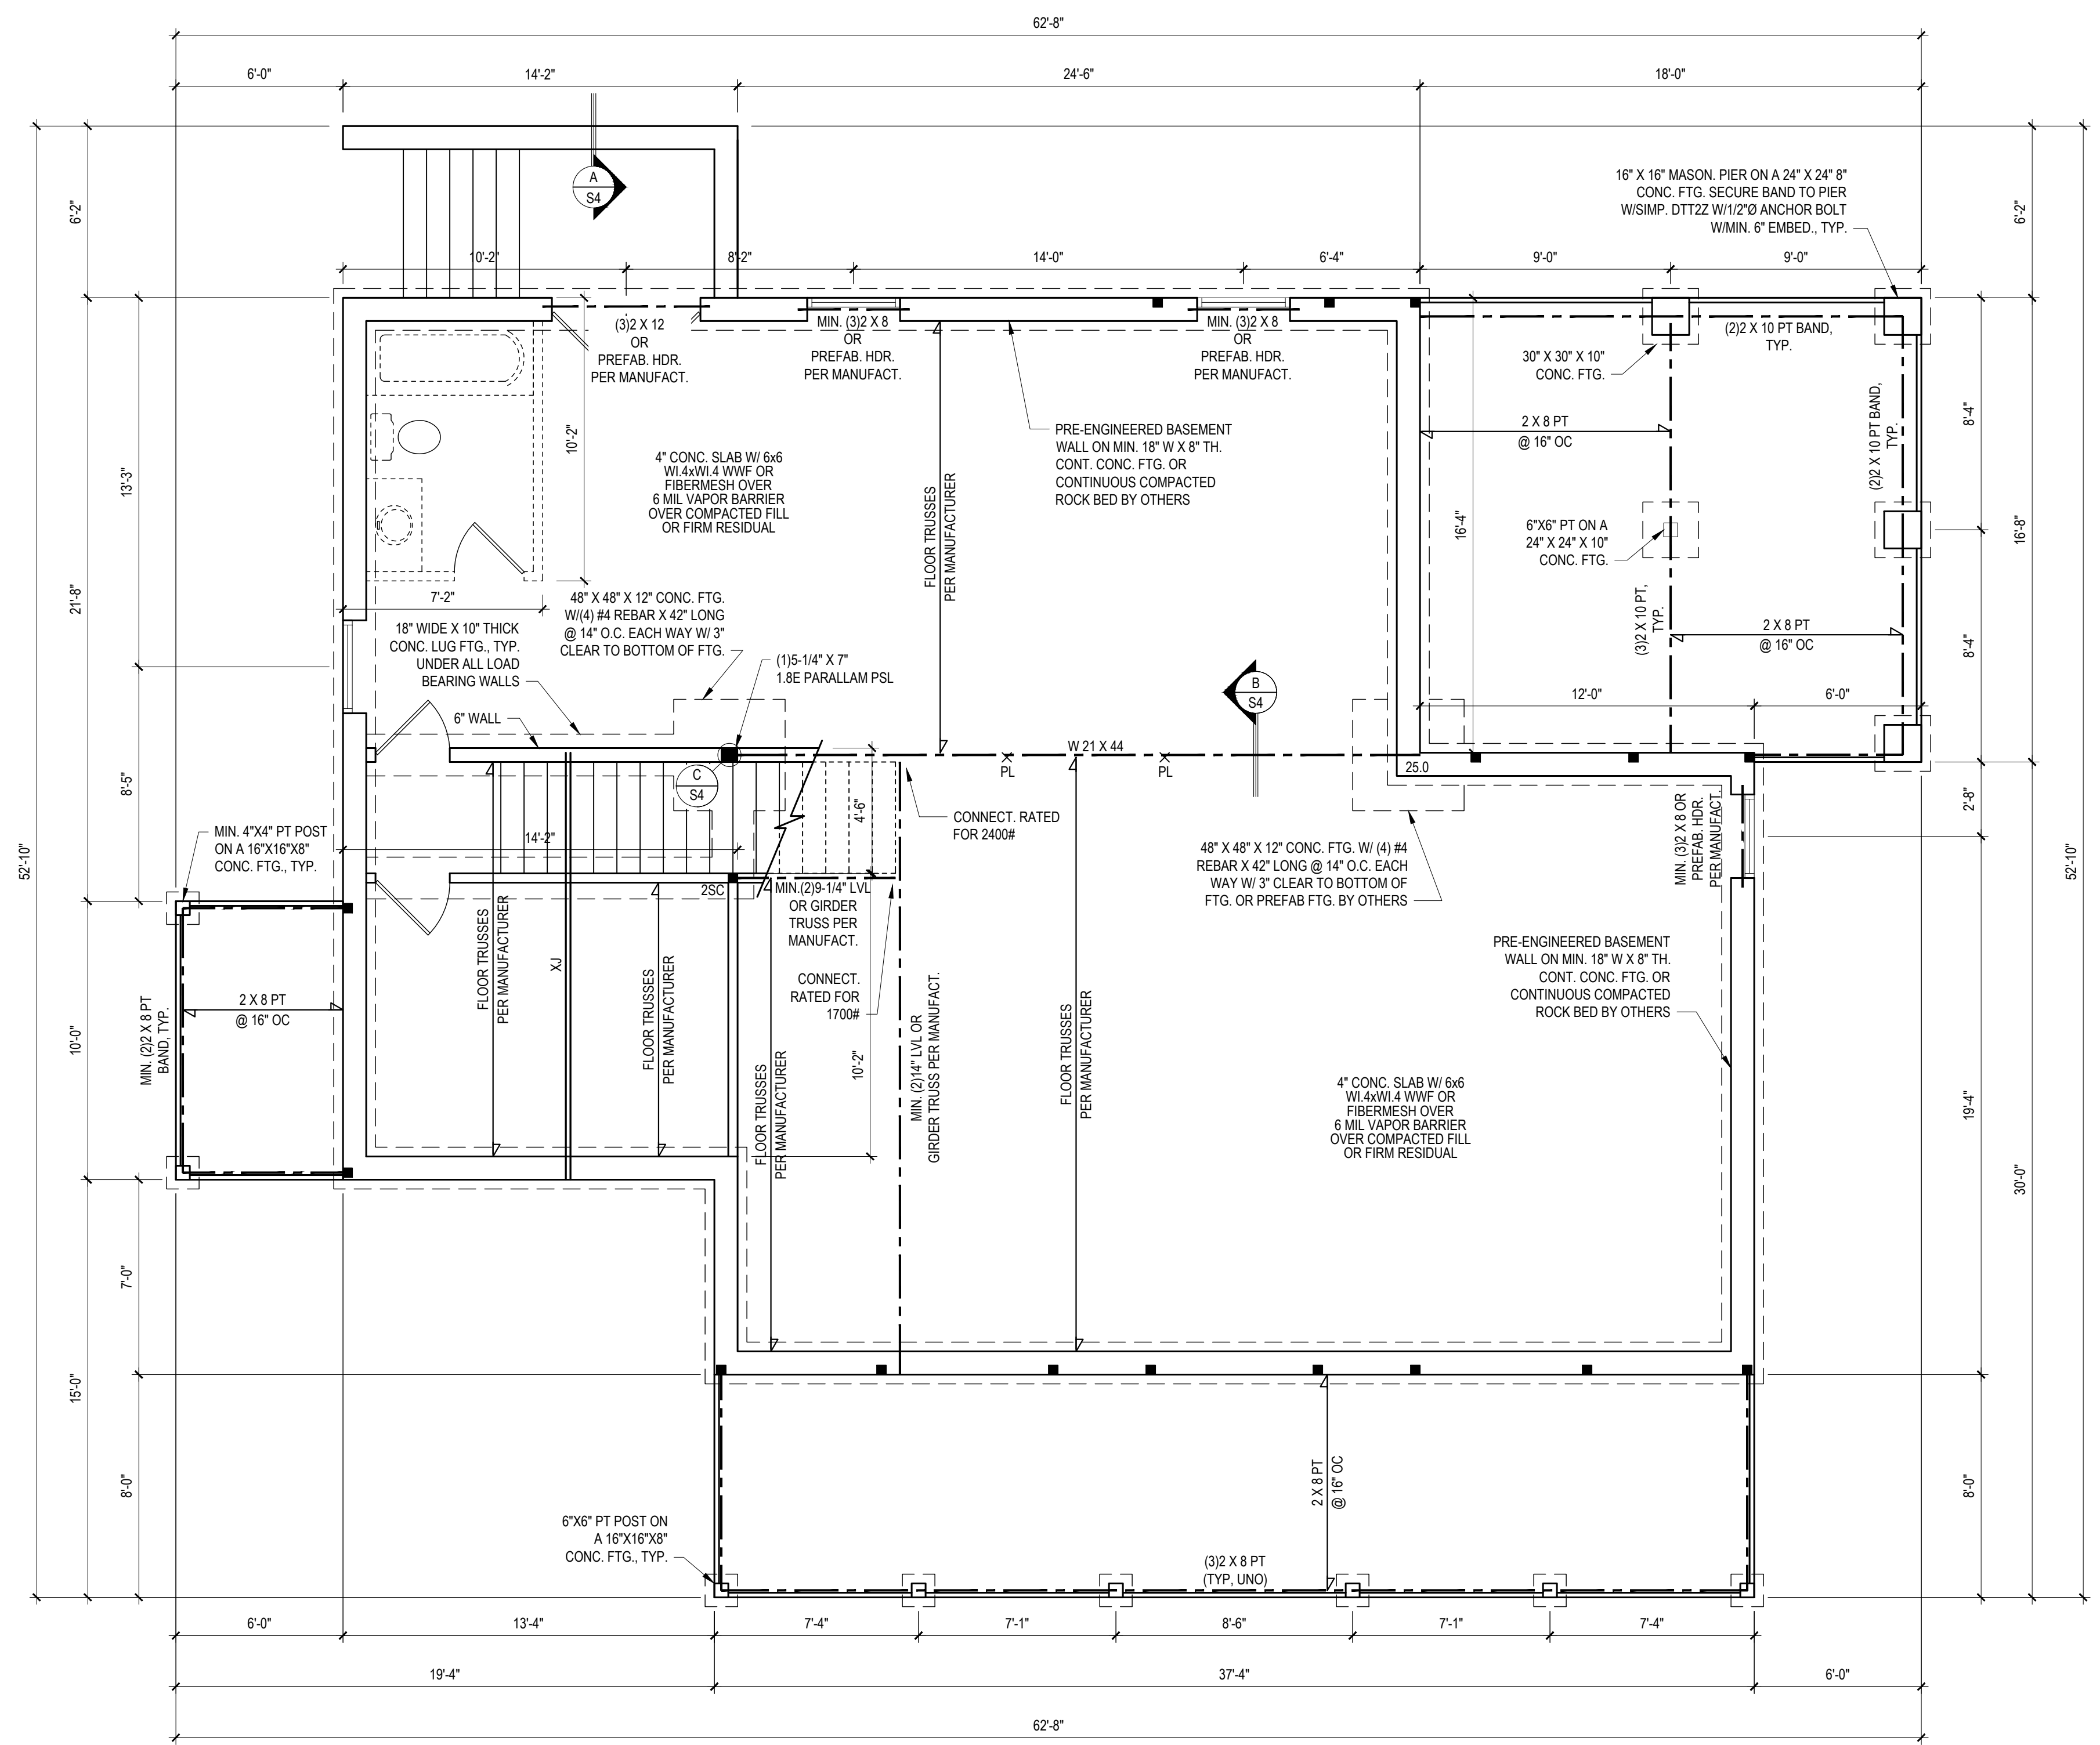 62'-8"
6'-0"
14'-2"
24'-6"
18'-0"
A
S4
16" X 16" MASON. PIER ON A 24" X 24" 8"
CONC. FTG. SECURE BAND TO PIER
W/SIMP. DTT2Z W/1/2"Ø ANCHOR BOLT
W/MIN. 6" EMBED., TYP.
6'-2"
6'-2"
10'-2"
8'-2"
14'-0"
6'-4"
9'-0"
9'-0"
(3)2 X 12
OR
PREFAB. HDR.
PER MANUFACT.
MIN. (3)2 X 8
OR
PREFAB. HDR.
PER MANUFACT.
MIN. (3)2 X 8
OR
PREFAB. HDR.
PER MANUFACT.
(2)2 X 10 PT BAND,
TYP.
30" X 30" X 10"
CONC. FTG.
(2)2 X 10 PT BAND,
TYP.
8'-4"
2 X 8 PT
@ 16" OC
10'-2"
PRE-ENGINEERED BASEMENT
WALL ON MIN. 18" W X 8" TH.
CONT. CONC. FTG. OR
CONTINUOUS COMPACTED
ROCK BED BY OTHERS
4" CONC. SLAB W/ 6x6
WI.4xWI.4 WWF OR
FIBERMESH OVER
6 MIL VAPOR BARRIER
OVER COMPACTED FILL
OR FIRM RESIDUAL
13'-3"
FLOOR TRUSSES
PER MANUFACTURER
16'-4"
6"X6" PT ON A
24" X 24" X 10"
CONC. FTG.
16'-8"
21'-8"
7'-2"
48" X 48" X 12" CONC. FTG.
W/(4) #4 REBAR X 42" LONG
@ 14" O.C. EACH WAY W/ 3"
CLEAR TO BOTTOM OF FTG.
18" WIDE X 10" THICK
CONC. LUG FTG., TYP.
UNDER ALL LOAD
BEARING WALLS
(3)2 X 10 PT,
TYP.
2 X 8 PT
@ 16" OC
8'-4"
(1)5-1/4" X 7"
1.8E PARALLAM PSL
B
S4
12'-0"
6'-0"
6" WALL
W 21 X 44
PL
PL
25.0
C
S4
8'-5"
4'-6"
2'-8"
MIN. 4"X4" PT POST
ON A 16"X16"X8"
CONC. FTG., TYP.
14'-2"
CONNECT. RATED
FOR 2400#
MIN. (3)2 X 8 OR
PREFAB. HDR.
PER MANUFACT.
48" X 48" X 12" CONC. FTG. W/ (4) #4
REBAR X 42" LONG @ 14" O.C. EACH
WAY W/ 3" CLEAR TO BOTTOM OF
FTG. OR PREFAB FTG. BY OTHERS
52'-10"
52'-10"
2SC
MIN.(2)9-1/4" LVL
OR GIRDER
TRUSS PER
MANUFACT.
FLOOR TRUSSES
PER MANUFACTURER
XJ
FLOOR TRUSSES
PER MANUFACTURER
CONNECT.
RATED FOR
1700#
PRE-ENGINEERED BASEMENT
WALL ON MIN. 18" W X 8" TH.
CONT. CONC. FTG. OR
CONTINUOUS COMPACTED
ROCK BED BY OTHERS
2 X 8 PT
@ 16" OC
MIN. (2)2 X 8 PT
BAND, TYP.
10'-0"
FLOOR TRUSSES
PER MANUFACTURER
10'-2"
MIN. (2)14" LVL OR
GIRDER TRUSS PER MANUFACT.
FLOOR TRUSSES
PER MANUFACTURER
4" CONC. SLAB W/ 6x6
WI.4xWI.4 WWF OR
FIBERMESH OVER
6 MIL VAPOR BARRIER
OVER COMPACTED FILL
OR FIRM RESIDUAL
19'-4"
30'-0"
7'-0"
15'-0"
8'-0"
8'-0"
2 X 8 PT
@ 16" OC
6"X6" PT POST ON
A 16"X16"X8"
CONC. FTG., TYP.
(3)2 X 8 PT
(TYP, UNO)
6'-0"
13'-4"
7'-4"
7'-1"
8'-6"
7'-1"
7'-4"
19'-4"
37'-4"
6'-0"
62'-8"